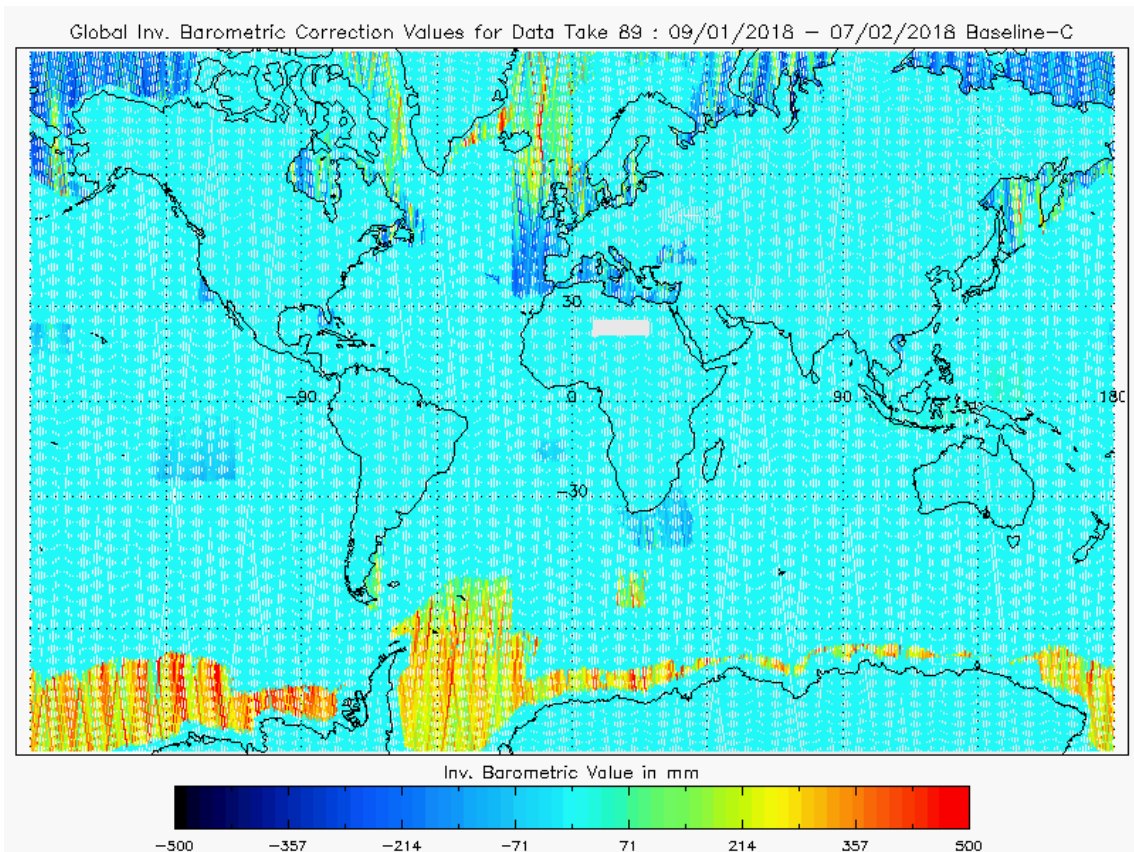 Global Inv. Barometric Correction Values for Data Take 89 : 09/01/2018 – 07/02/2018 Baseline–C
30
−90 0 90 180
−30
Inv. Barometric Value in mm
−500 −357 −214 −71 71 214 357 500